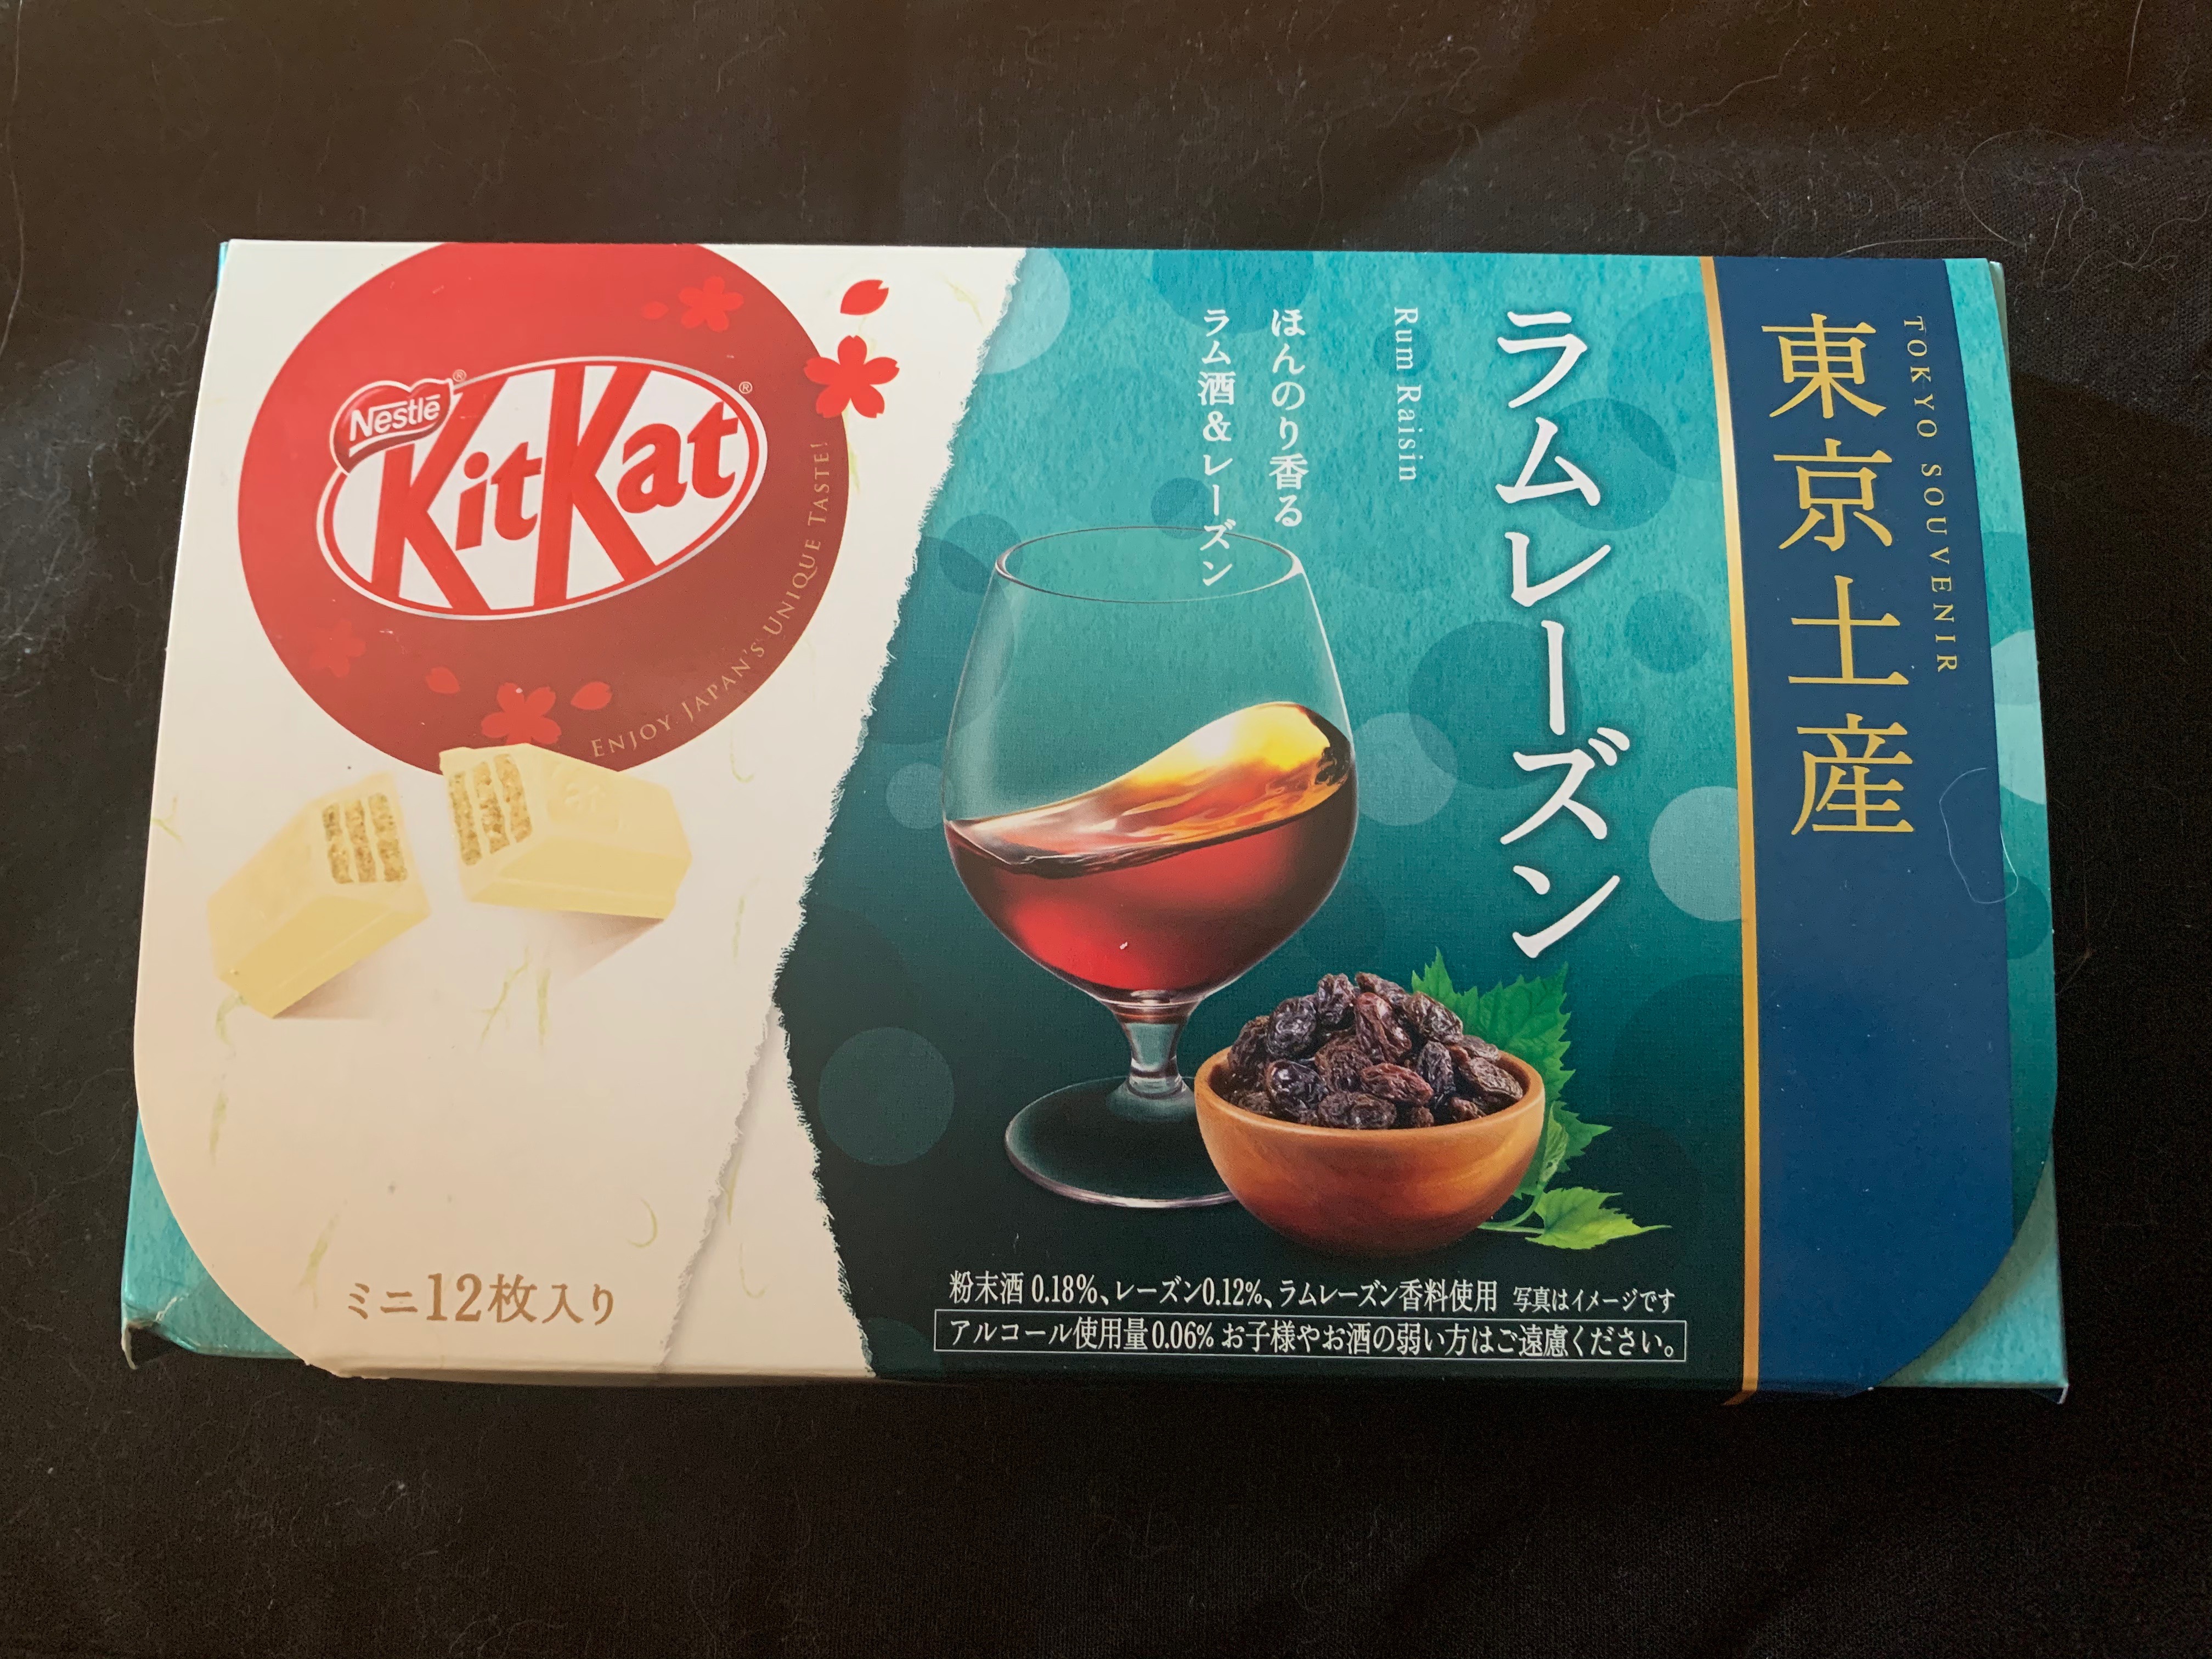 Nestlé
KitKat
ENJOY JAPAN'S UNIQUE TASTE!
ミニ12枚入り
東京土産
TOKYO SOUVENIR
ラムレーズン
Rum Raisin
ほんのり香る
ラム酒&レーズン
粉末酒 0.18%、レーズン0.12%、ラムレーズン香料使用 写真はイメージです
アルコール使用量0.06% お子様やお酒の弱い方はご遠慮ください。